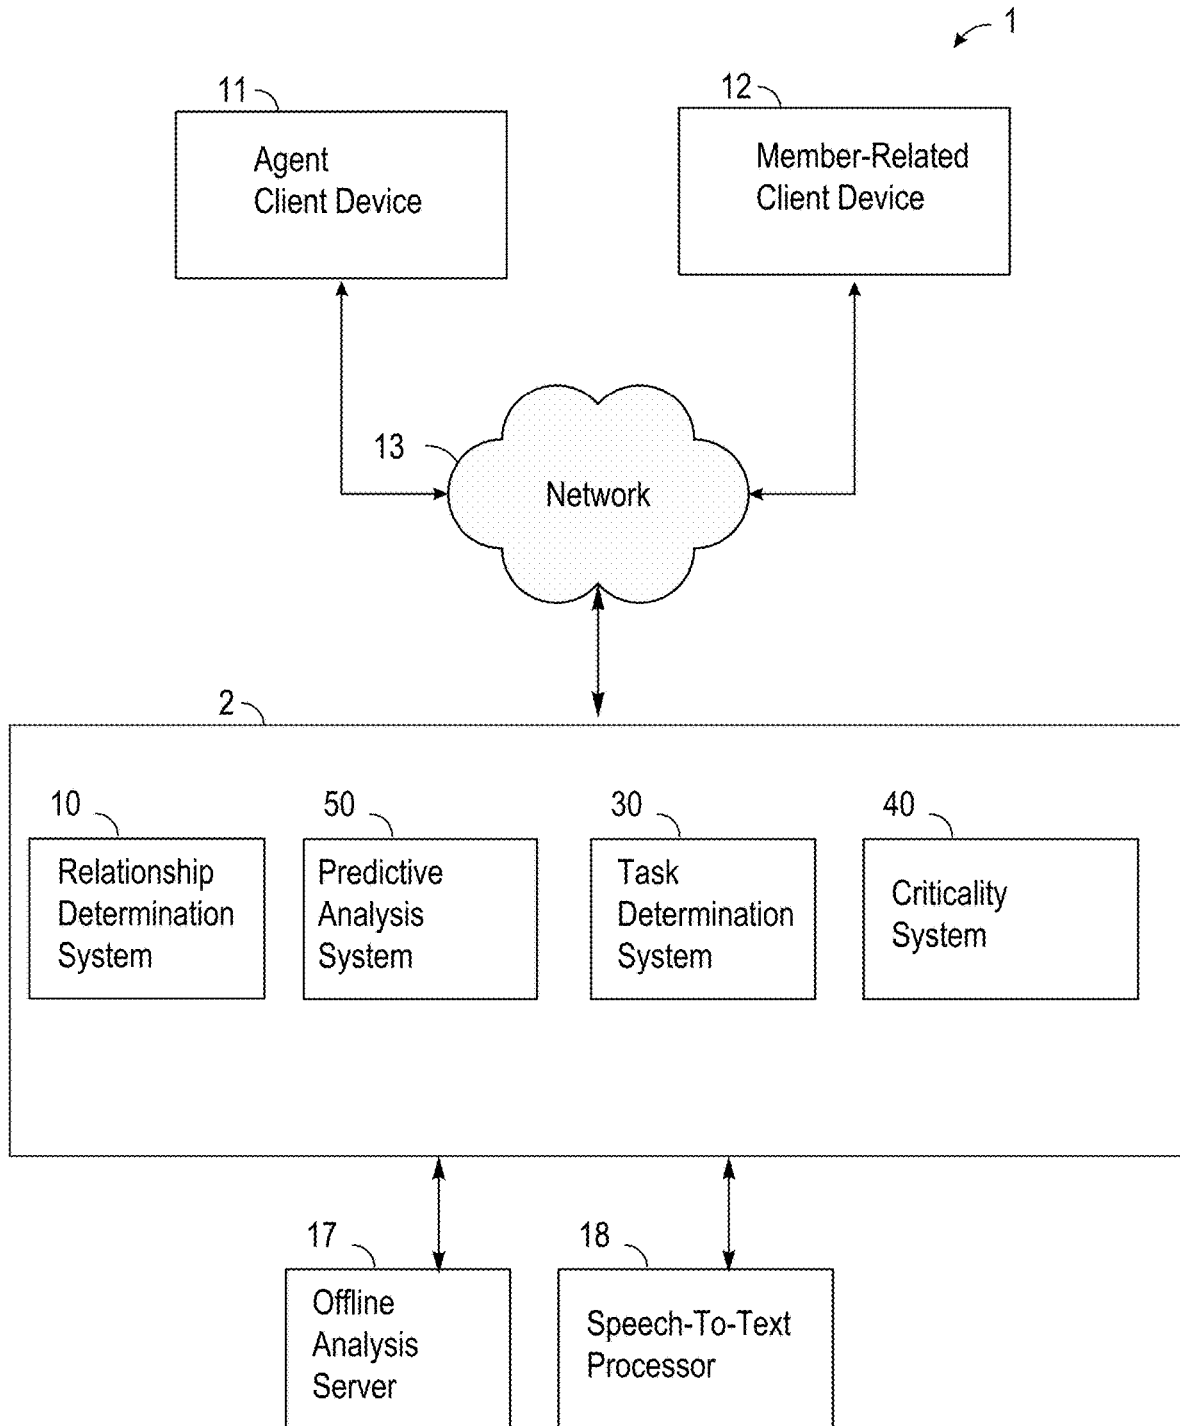 1
11
Agent
Client Device
12
Member-Related
Client Device
13
Network
2
10
Relationship
Determination
System
50
Predictive
Analysis
System
30
Task
Determination
System
40
Criticality
System
17
Offline
Analysis
Server
18
Speech-To-Text
Processor